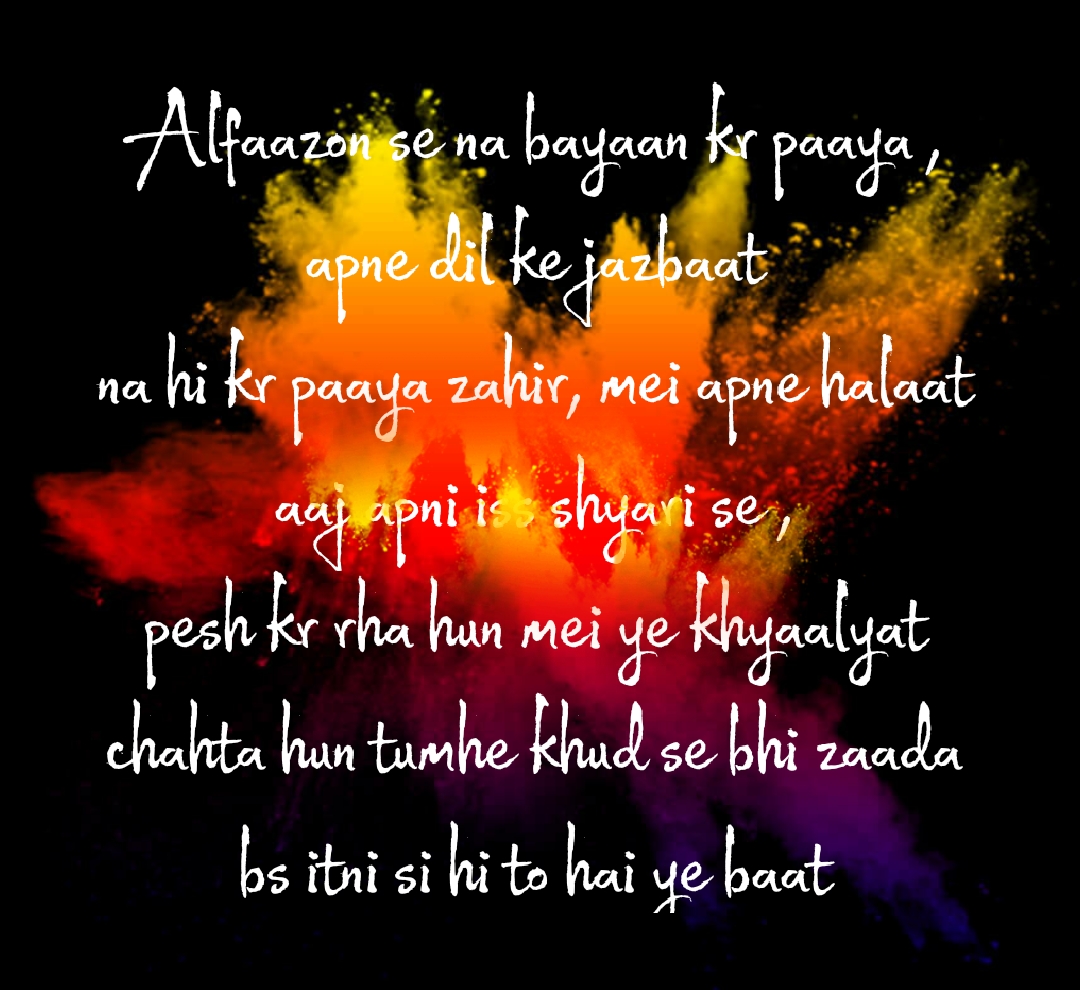 Alfaazon se na bayaan kr paaya ,
apne dil ke jazbaat
na hi kr paaya zahir, mei apne halaat
aaj apni iss shyari se ,
pesh kr rha hun mei ye khyaalyat
chahta hun tumhe khud se bhi zaada
bs itni si hi to hai ye baat